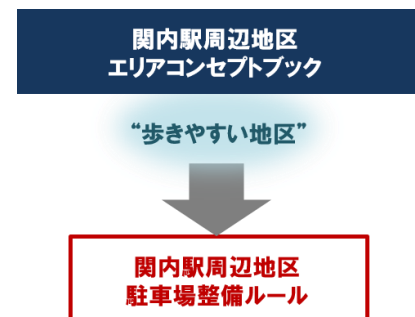 関内駅周辺地区
エリアコンセプトブック
“歩きやすい地区”
関内駅周辺地区
駐車場整備ルール